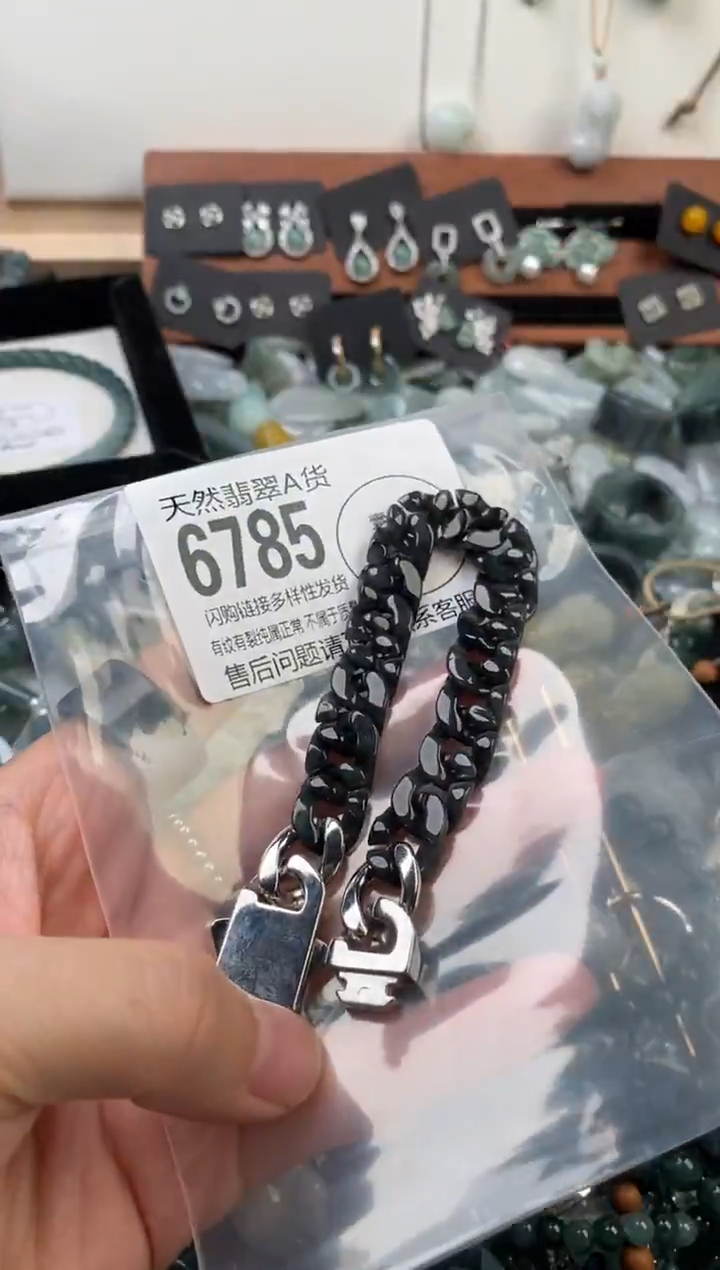 天然翡翠A货
6785
闪购链接多样性发货
有纹有裂纯属正常 不属于质
售后问题请 系客服